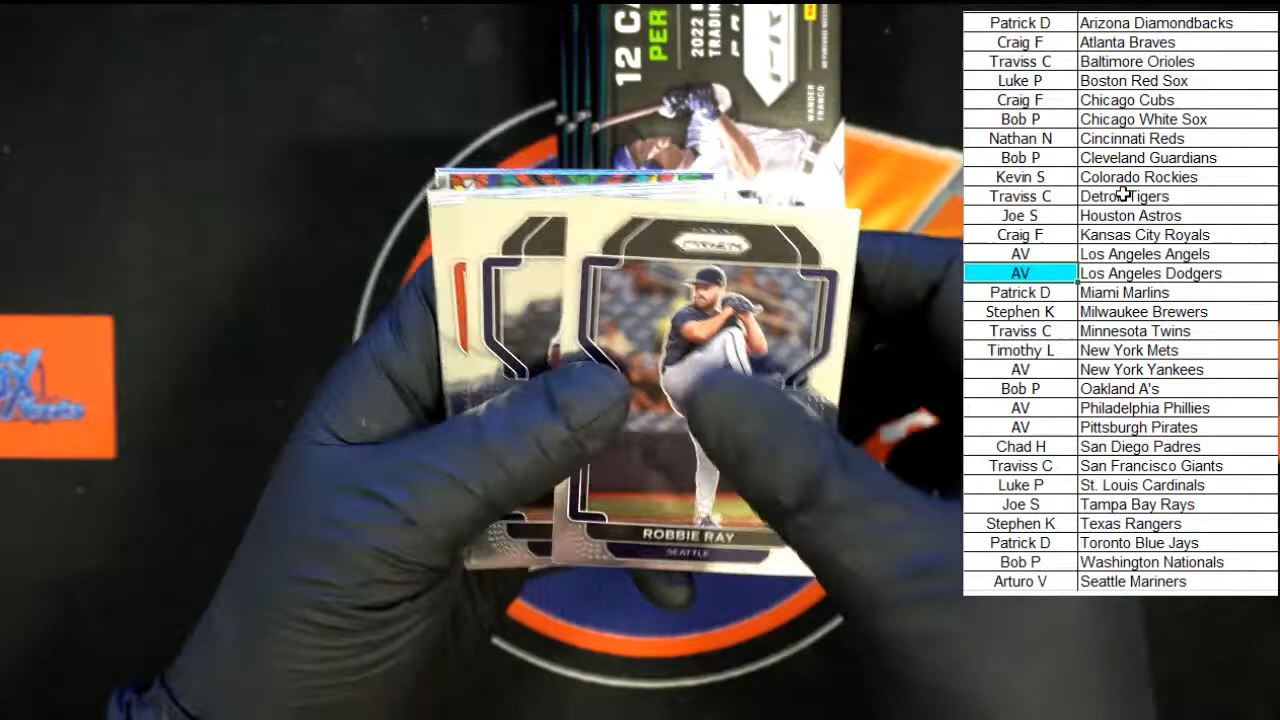 12 CA
PER
2022
TRADI
WANDER
FRANCO
PRIZM
ROBBIE RAY
SEATTLE
Patrick D Arizona Diamondbacks
Craig F Atlanta Braves
Traviss C Baltimore Orioles
Luke P Boston Red Sox
Craig F Chicago Cubs
Bob P Chicago White Sox
Nathan N Cincinnati Reds
Bob P Cleveland Guardians
Kevin S Colorado Rockies
Traviss C Detroit Tigers
Joe S Houston Astros
Craig F Kansas City Royals
AV Los Angeles Angels
AV Los Angeles Dodgers
Patrick D Miami Marlins
Stephen K Milwaukee Brewers
Traviss C Minnesota Twins
Timothy L New York Mets
AV New York Yankees
Bob P Oakland A's
AV Philadelphia Phillies
AV Pittsburgh Pirates
Chad H San Diego Padres
Traviss C San Francisco Giants
Luke P St. Louis Cardinals
Joe S Tampa Bay Rays
Stephen K Texas Rangers
Patrick D Toronto Blue Jays
Bob P Washington Nationals
Arturo V Seattle Mariners